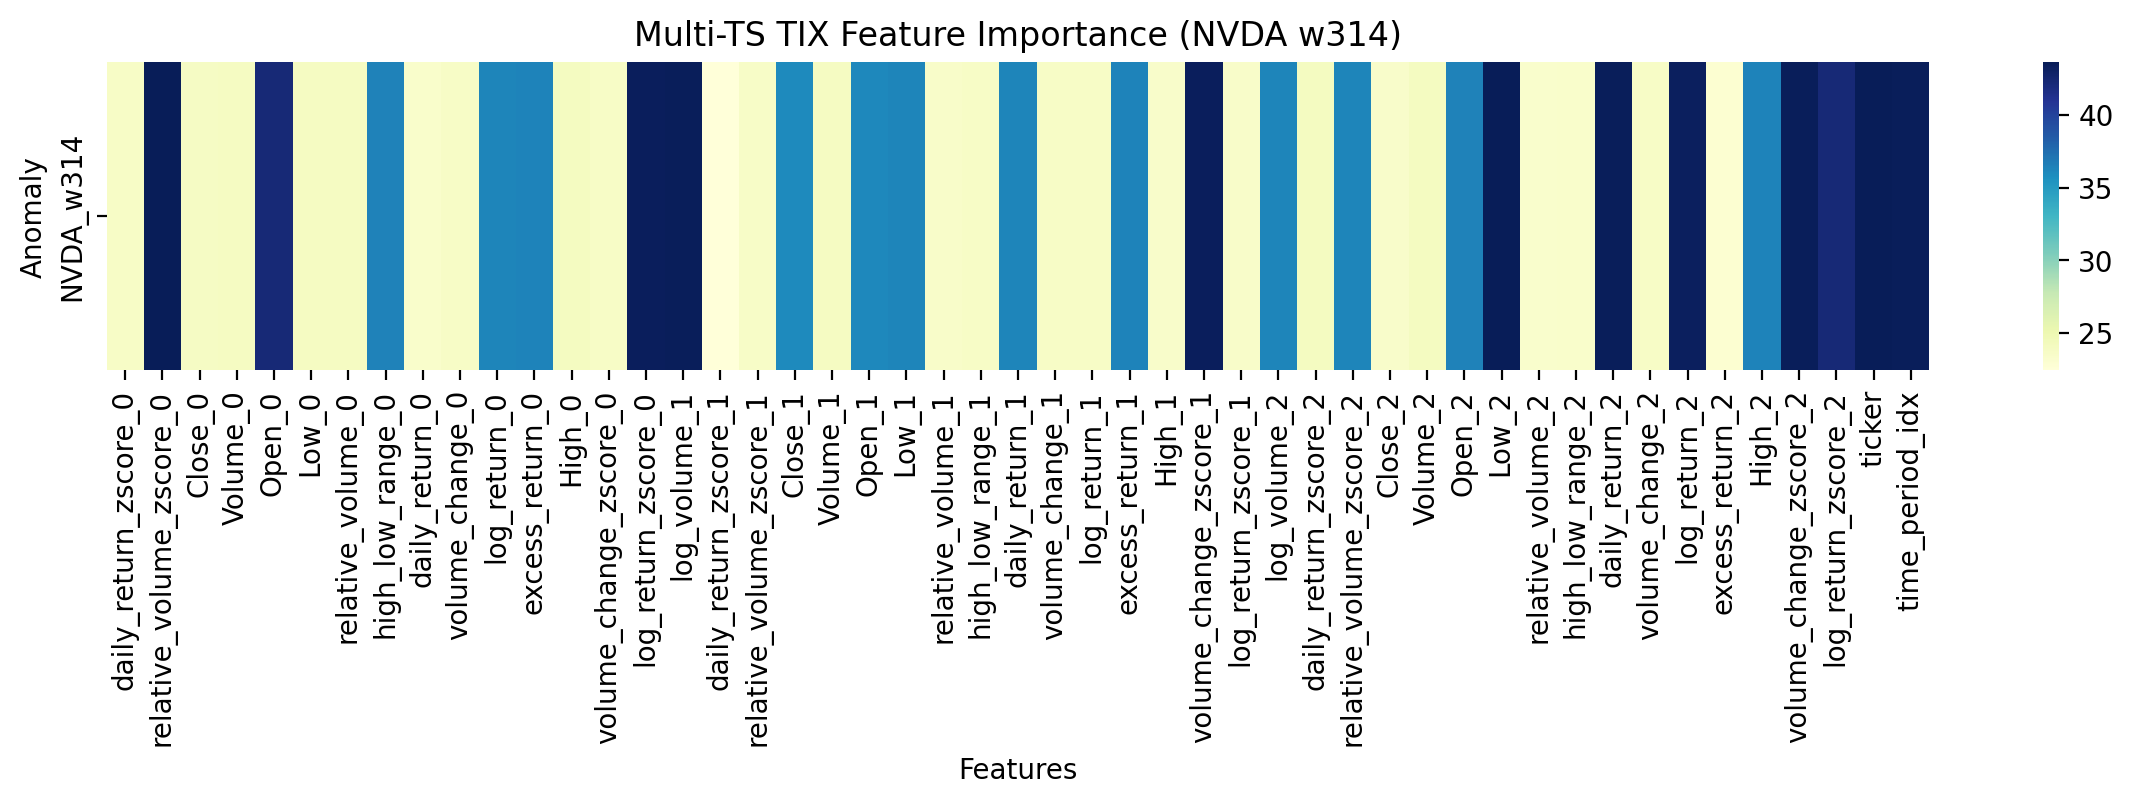 Multi-TS TIX Feature Importance (NVDA w314)
Anomaly
NVDA_w314
daily_return_zscore_0
relative_volume_zscore_0
Close_0
Volume_0
Open_0
Low_0
relative_volume_0
high_low_range_0
daily_return_0
volume_change_0
log_return_0
excess_return_0
High_0
volume_change_zscore_0
log_return_zscore_0
log_volume_1
daily_return_zscore_1
relative_volume_zscore_1
Close_1
Volume_1
Open_1
Low_1
relative_volume_1
high_low_range_1
daily_return_1
volume_change_1
log_return_1
excess_return_1
High_1
volume_change_zscore_1
log_return_zscore_1
log_volume_2
daily_return_zscore_2
relative_volume_zscore_2
Close_2
Volume_2
Open_2
Low_2
relative_volume_2
high_low_range_2
daily_return_2
volume_change_2
log_return_2
excess_return_2
High_2
volume_change_zscore_2
log_return_zscore_2
ticker
time_period_idx
Features
40
35
30
25